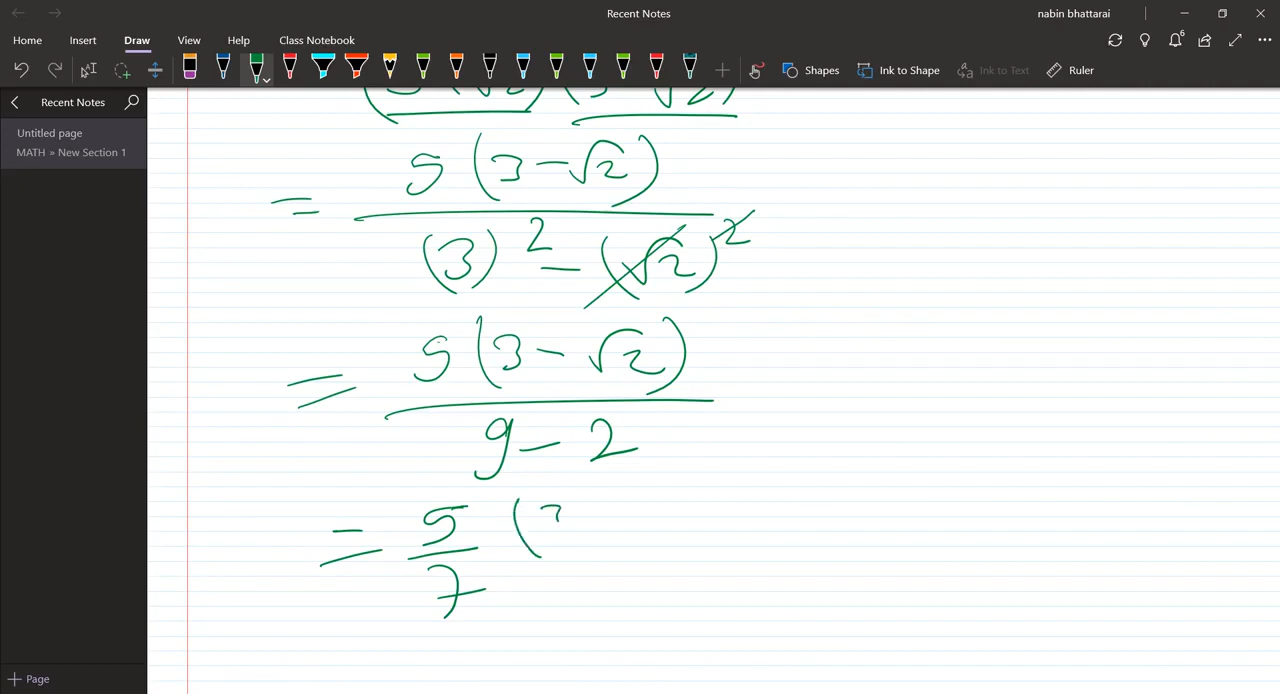 Recent Notes
nabin bhattarai
Home Insert Draw View Help Class Notebook
6
Shapes Ink to Shape Ink to Text Ruler
Recent Notes
Untitled page
MATH » New Section 1
= 5 (3 - √2)
(3)² - (√2)²
= 5 (3 - √2)
9 - 2
= 5 (
7
Page